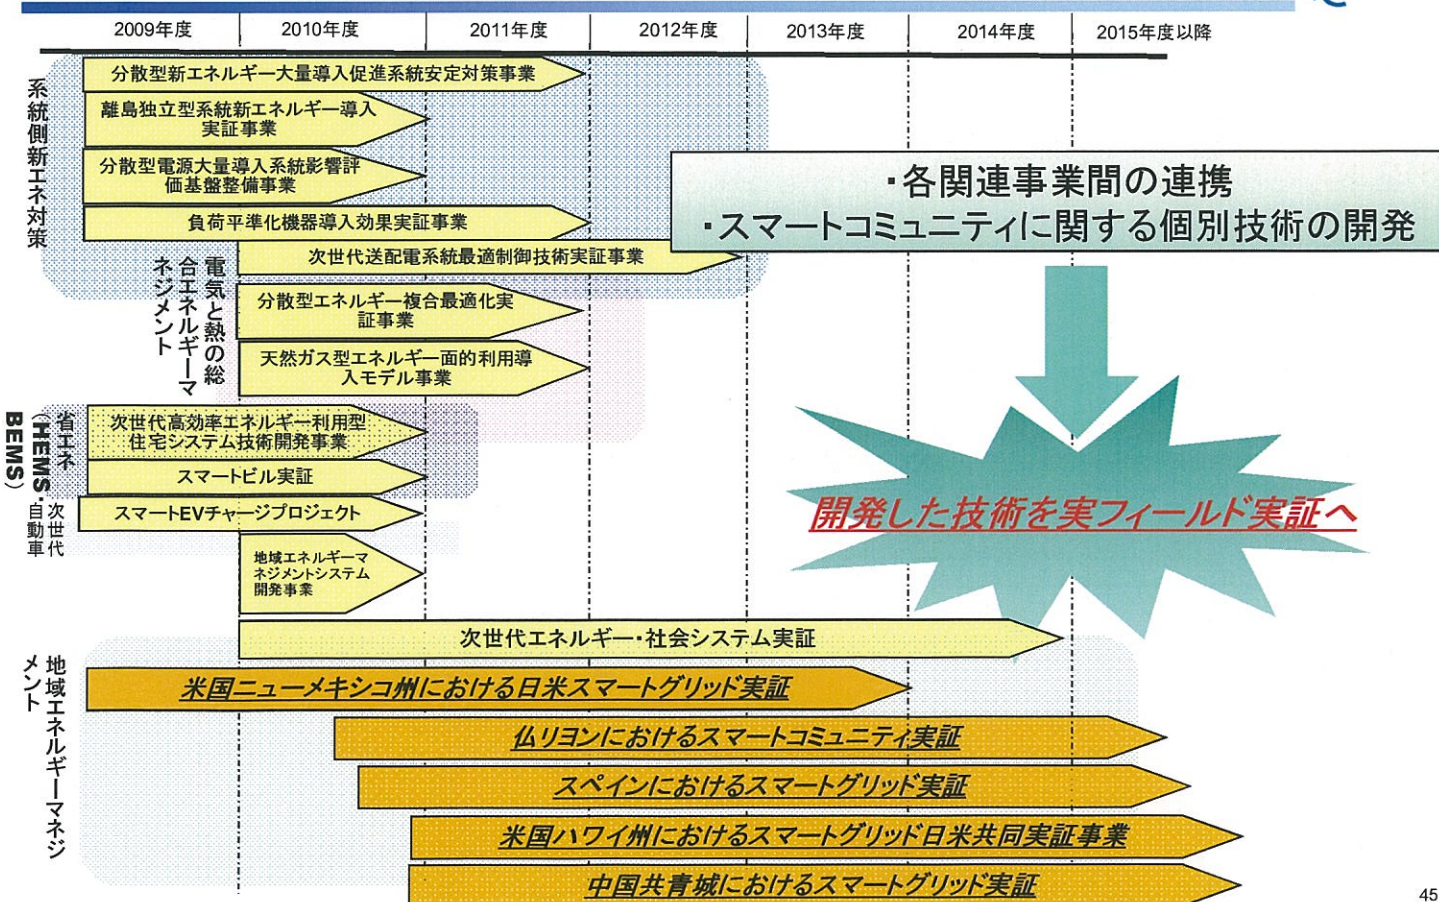 2009年度
2010年度
2011年度
2012年度
2013年度
2014年度
2015年度以降
系統側新エネ対策
分散型新エネルギー大量導入促進系統安定対策事業
離島独立型系統新エネルギー導入
実証事業
分散型電源大量導入系統影響評
価基盤整備事業
負荷平準化機器導入効果実証事業
次世代送配電系統最適制御技術実証事業
・各関連事業間の連携
・スマートコミュニティに関する個別技術の開発
電気と熱の総
合エネルギーマ
ネジメント
分散型エネルギー複合最適化実
証事業
天然ガス型エネルギー面的利用導
入モデル事業
省エネ
(HEMS・
BEMS)
次世代高効率エネルギー利用型
住宅システム技術開発事業
スマートビル実証
開発した技術を実フィールド実証へ
次世代
自動車
スマートEVチャージプロジェクト
地域エネルギーマ
ネジメントシステム
開発事業
次世代エネルギー・社会システム実証
地域エネルギーマネジ
メント
米国ニューメキシコ州における日米スマートグリッド実証
仏リヨンにおけるスマートコミュニティ実証
スペインにおけるスマートグリッド実証
米国ハワイ州におけるスマートグリッド日米共同実証事業
中国共青城におけるスマートグリッド実証
45